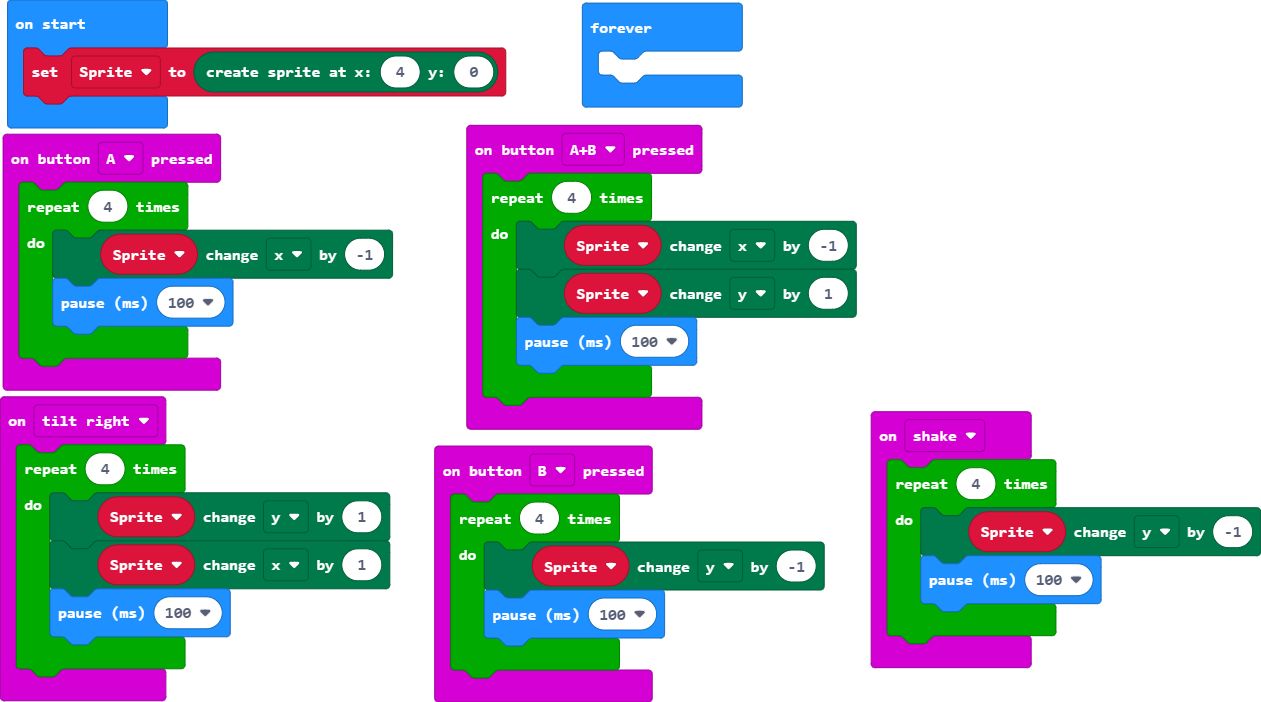 on start
set Sprite to create sprite at x: 4 y: 0
forever
on button A pressed
repeat 4 times
do
Sprite change x by -1
pause (ms) 100
on button A+B pressed
repeat 4 times
do
Sprite change x by -1
Sprite change y by 1
pause (ms) 100
on tilt right
repeat 4 times
do
Sprite change y by 1
Sprite change x by 1
pause (ms) 100
on button B pressed
repeat 4 times
do
Sprite change y by -1
pause (ms) 100
on shake
repeat 4 times
do
Sprite change y by -1
pause (ms) 100